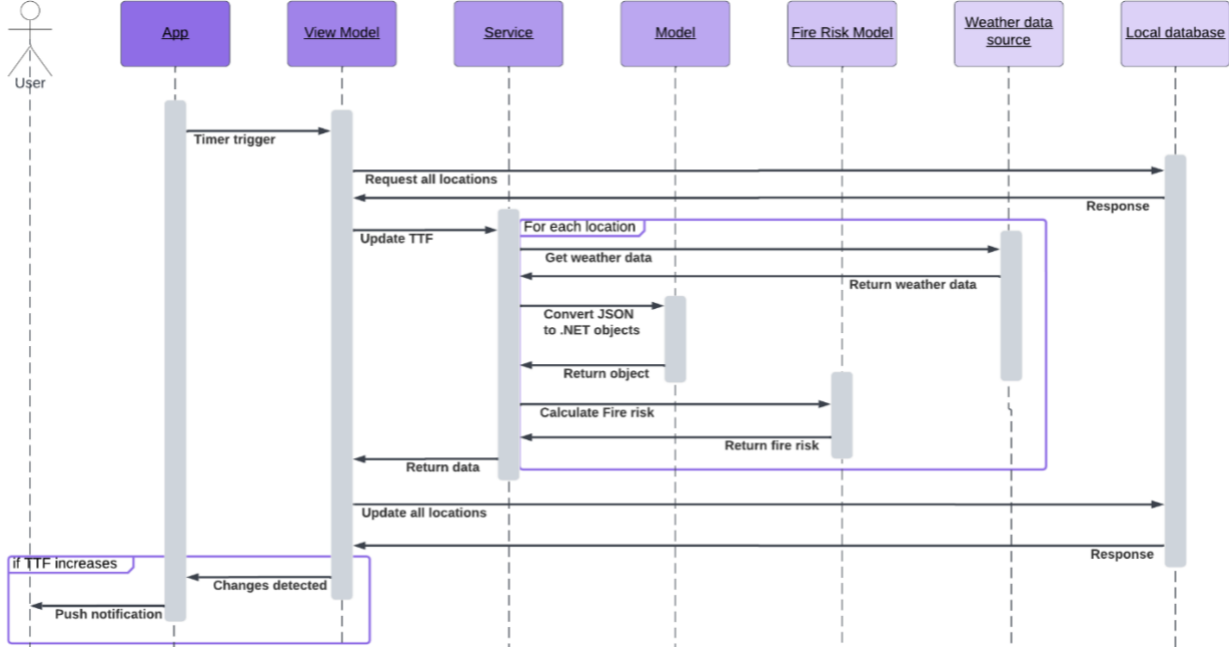 User
App
View Model
Service
Model
Fire Risk Model
Weather data
source
Local database
Timer trigger
Request all locations
Response
Update TTF
For each location
Get weather data
Return weather data
Convert JSON
to .NET objects
Return object
Calculate Fire risk
Return fire risk
Return data
Update all locations
Response
if TTF increases
Changes detected
Push notification